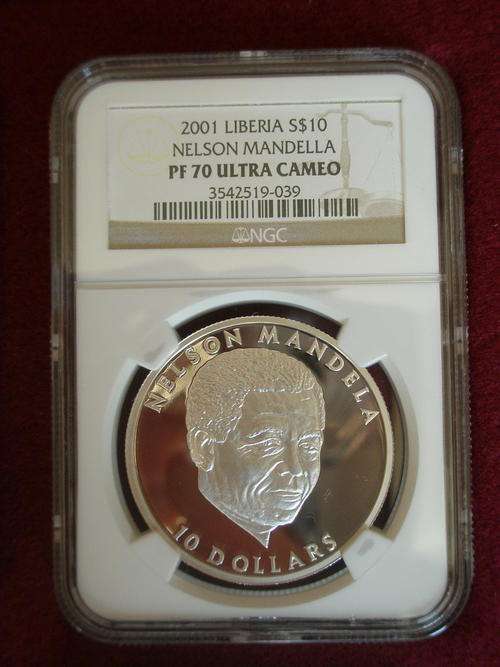 2001 LIBERIA S$10
NELSON MANDELLA
PF 70 ULTRA CAMEO
3542519-039
NGC
NELSON MANDELA
10 DOLLARS